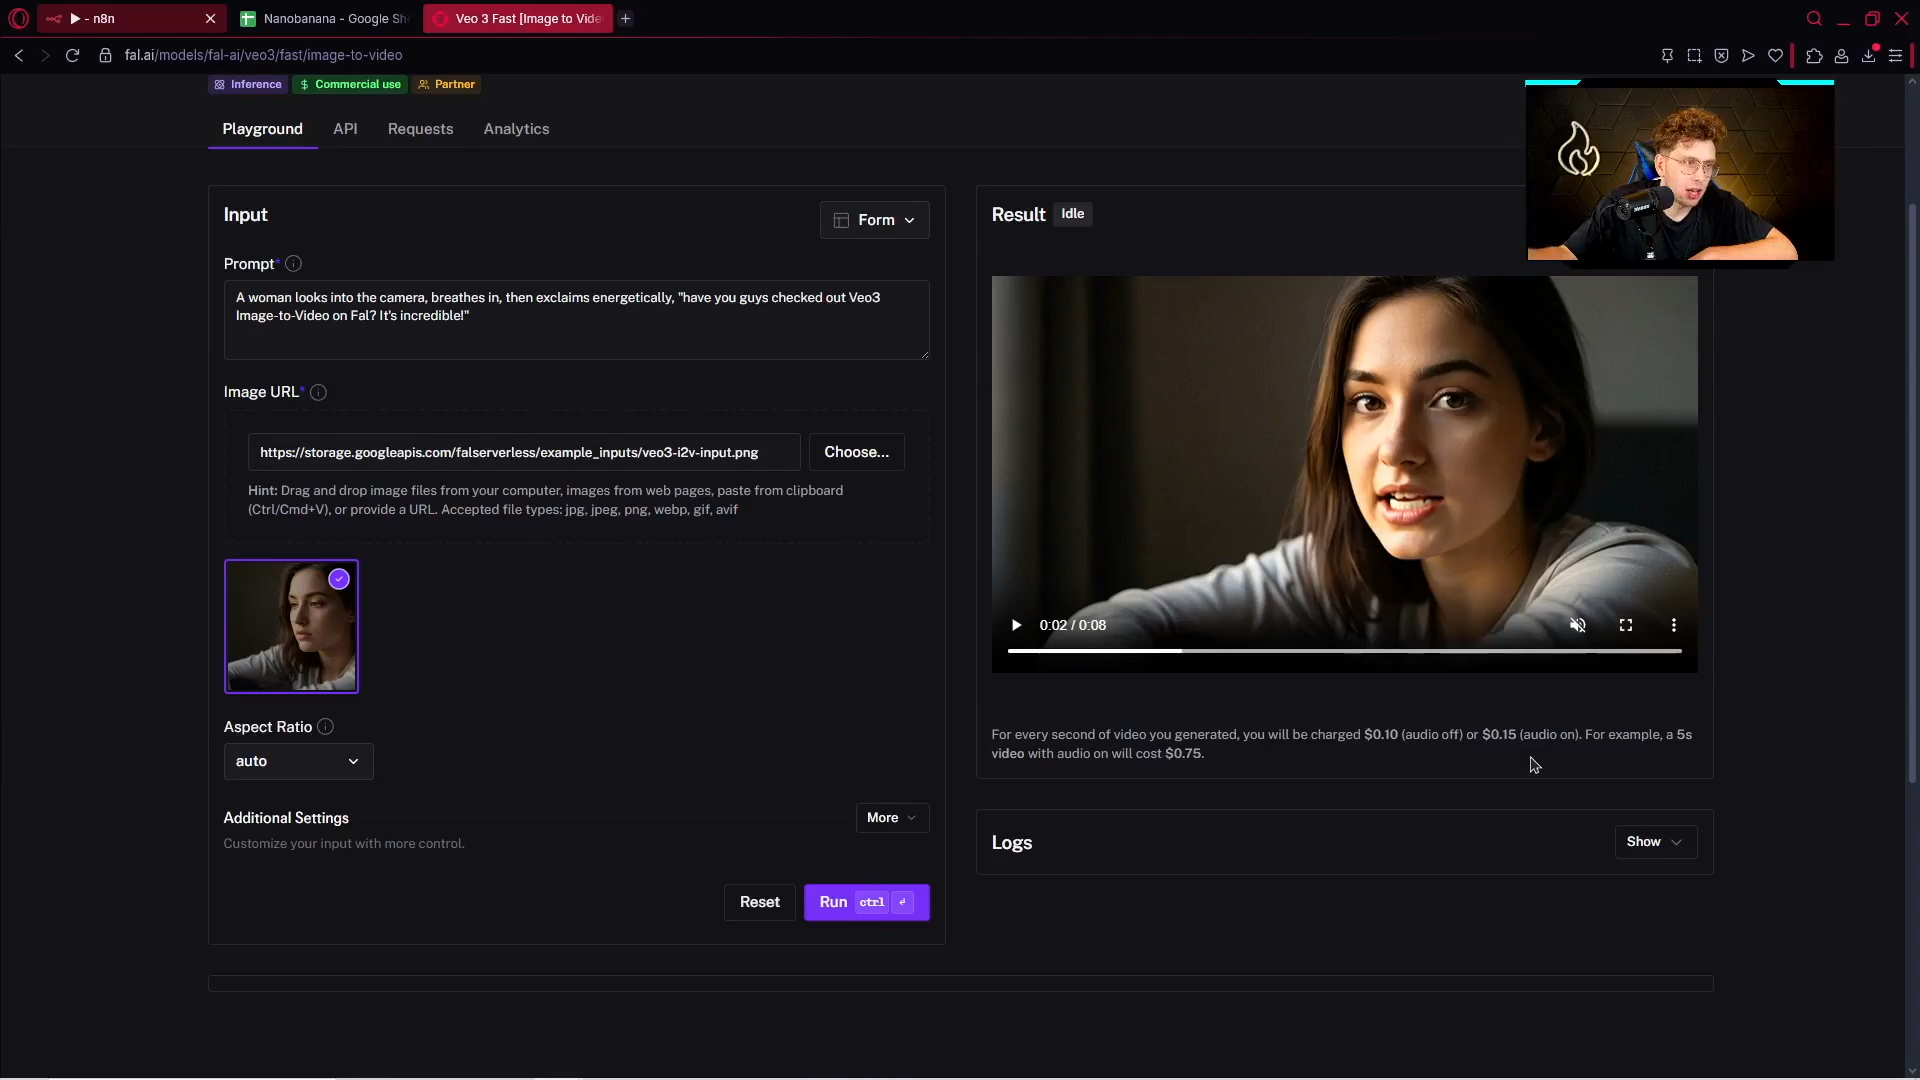 ▶ - n8n
Nanobanana - Google Sh
Veo 3 Fast [Image to Vide
fal.ai/models/fal-ai/veo3/fast/image-to-video
Inference
Commercial use
Partner
Playground
API
Requests
Analytics
Input
Form
Prompt*
A woman looks into the camera, breathes in, then exclaims energetically, "have you guys checked out Veo3
Image-to-Video on Fal? It's incredible!"
Image URL*
https://storage.googleapis.com/falserverless/example_inputs/veo3-i2v-input.png
Choose...
Hint: Drag and drop image files from your computer, images from web pages, paste from clipboard
(Ctrl/Cmd+V), or provide a URL. Accepted file types: jpg, jpeg, png, webp, gif, avif
Aspect Ratio
auto
Additional Settings
More
Customize your input with more control.
Reset
Run ctrl ↵
Result
Idle
0:02 / 0:08
For every second of video you generated, you will be charged $0.10 (audio off) or $0.15 (audio on). For example, a 5s
video with audio on will cost $0.75.
Logs
Show